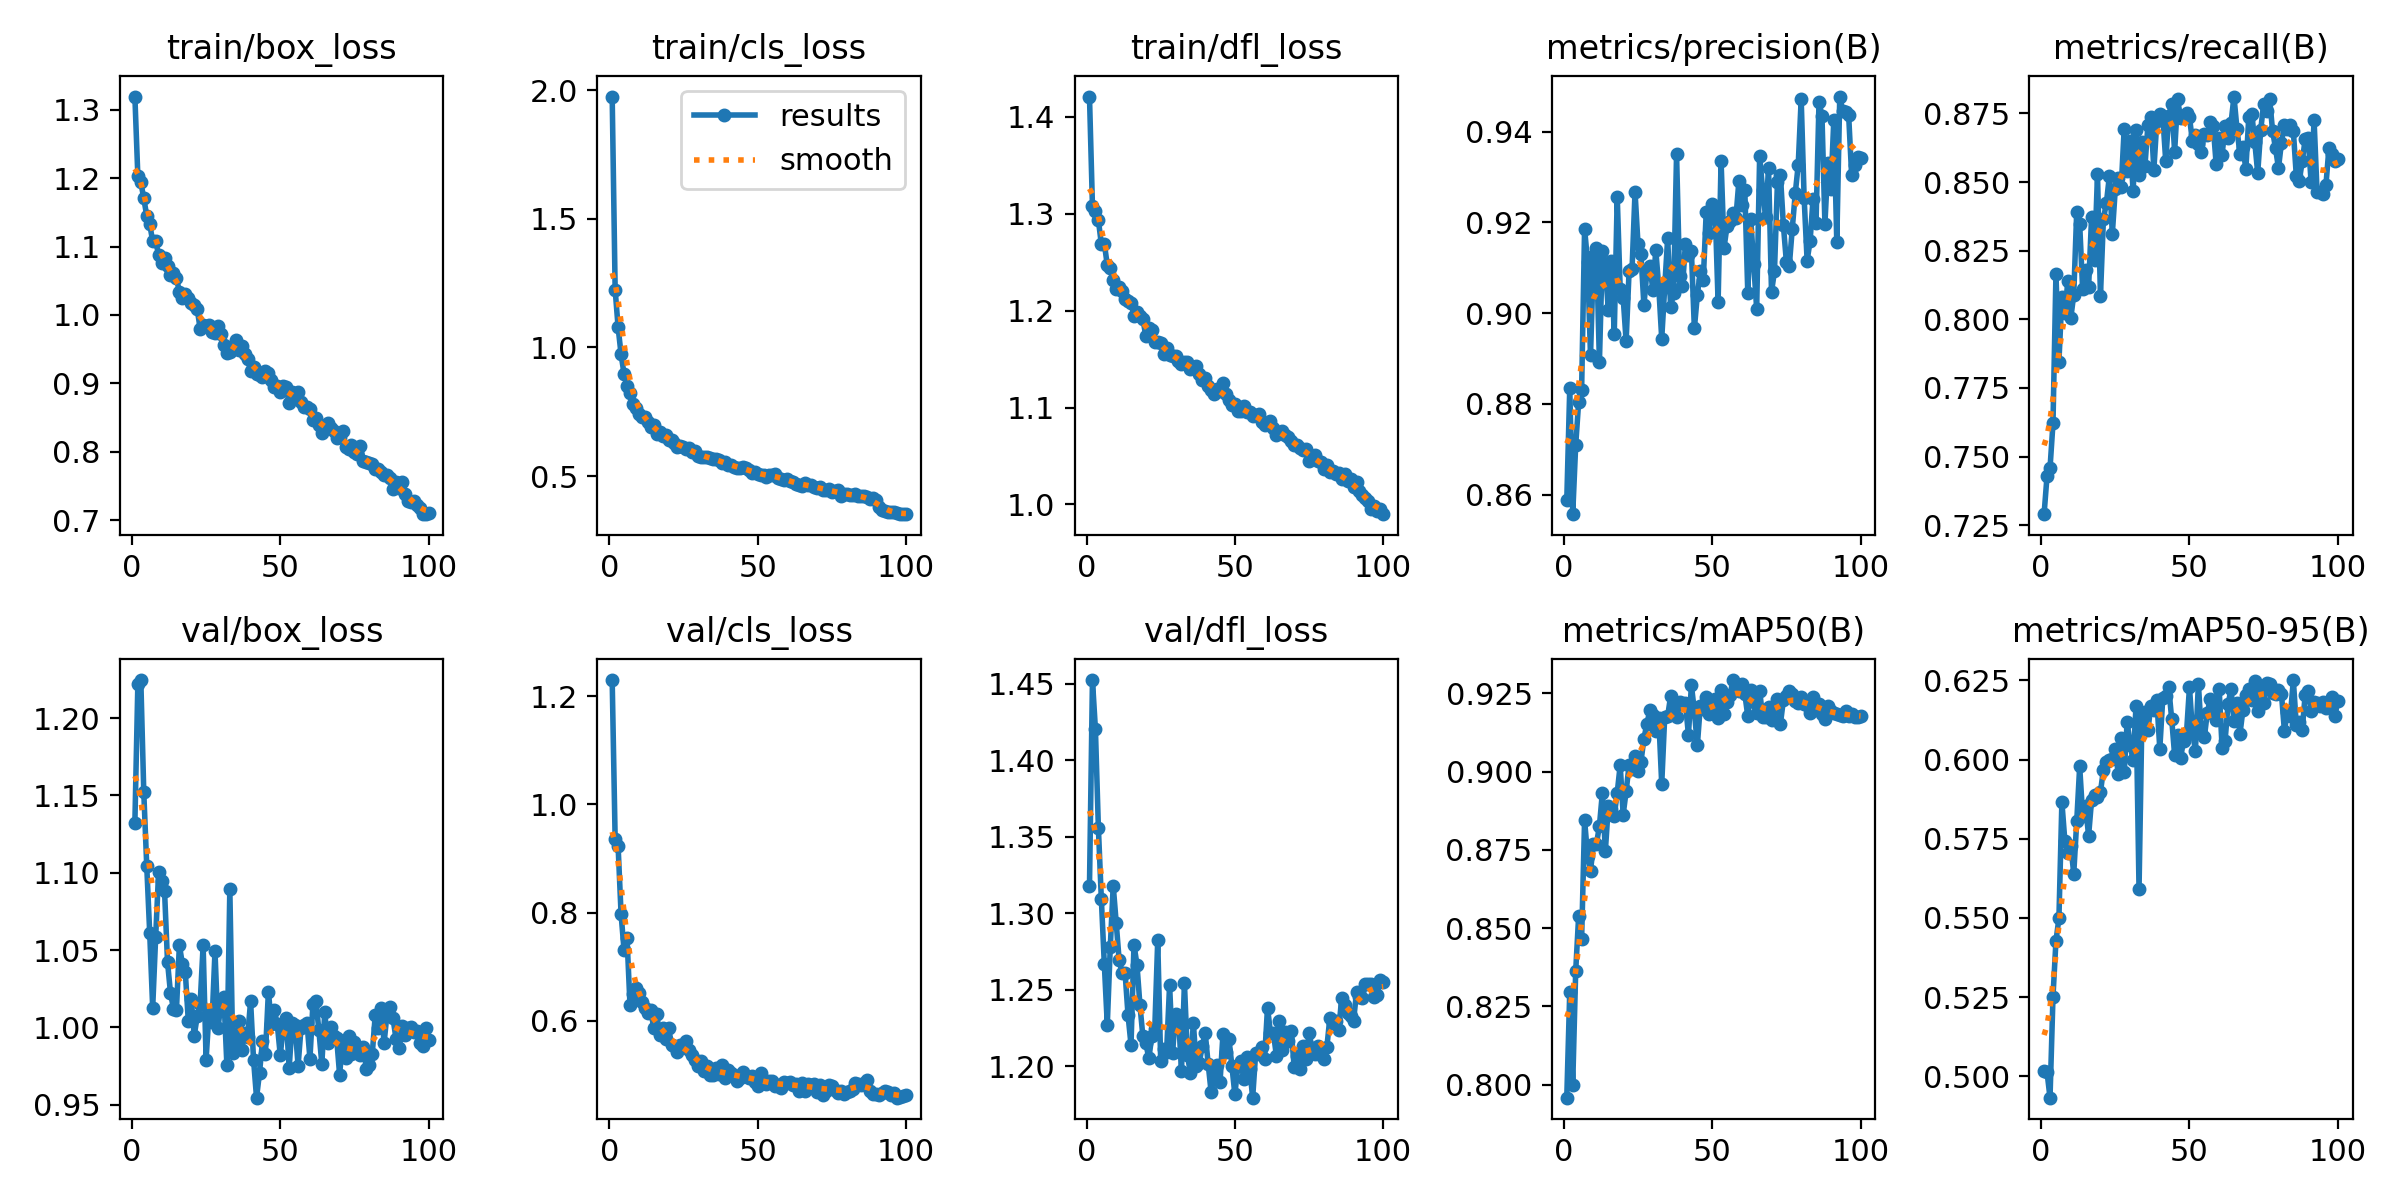 train/box_loss
1.3
1.2
1.1
1.0
0.9
0.8
0.7
0 50 100
train/cls_loss
results
smooth
2.0
1.5
1.0
0.5
0 50 100
train/dfl_loss
1.4
1.3
1.2
1.1
1.0
0 50 100
metrics/precision(B)
0.94
0.92
0.90
0.88
0.86
0 50 100
metrics/recall(B)
0.875
0.850
0.825
0.800
0.775
0.750
0.725
0 50 100
val/box_loss
1.20
1.15
1.10
1.05
1.00
0.95
0 50 100
val/cls_loss
1.2
1.0
0.8
0.6
0 50 100
val/dfl_loss
1.45
1.40
1.35
1.30
1.25
1.20
0 50 100
metrics/mAP50(B)
0.925
0.900
0.875
0.850
0.825
0.800
0 50 100
metrics/mAP50-95(B)
0.625
0.600
0.575
0.550
0.525
0.500
0 50 100